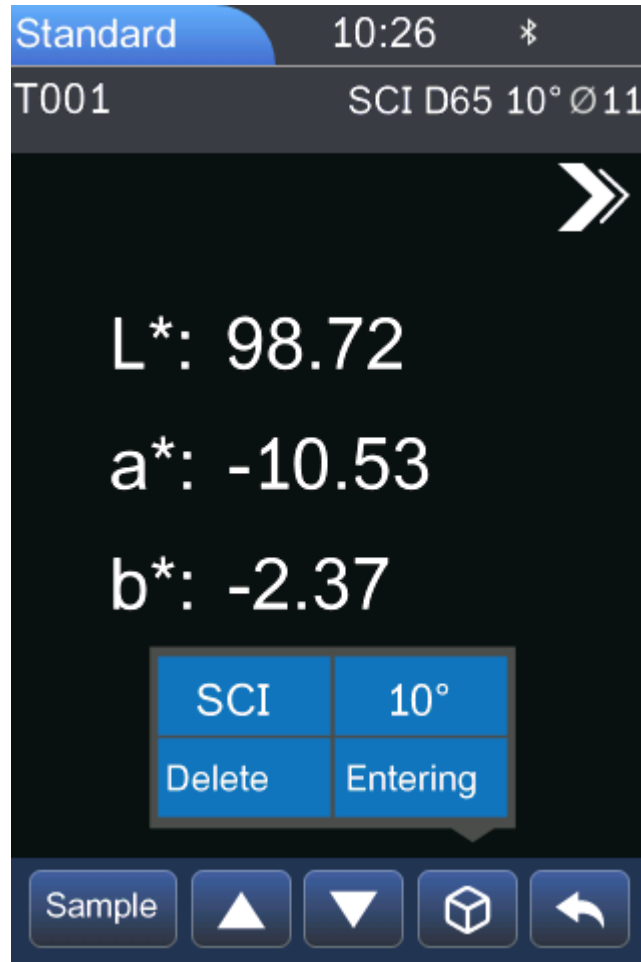 Standard 10:26
T001 SCI D65 10° Ø11
L*: 98.72
a*: -10.53
b*: -2.37
SCI 10°
Delete Entering
Sample